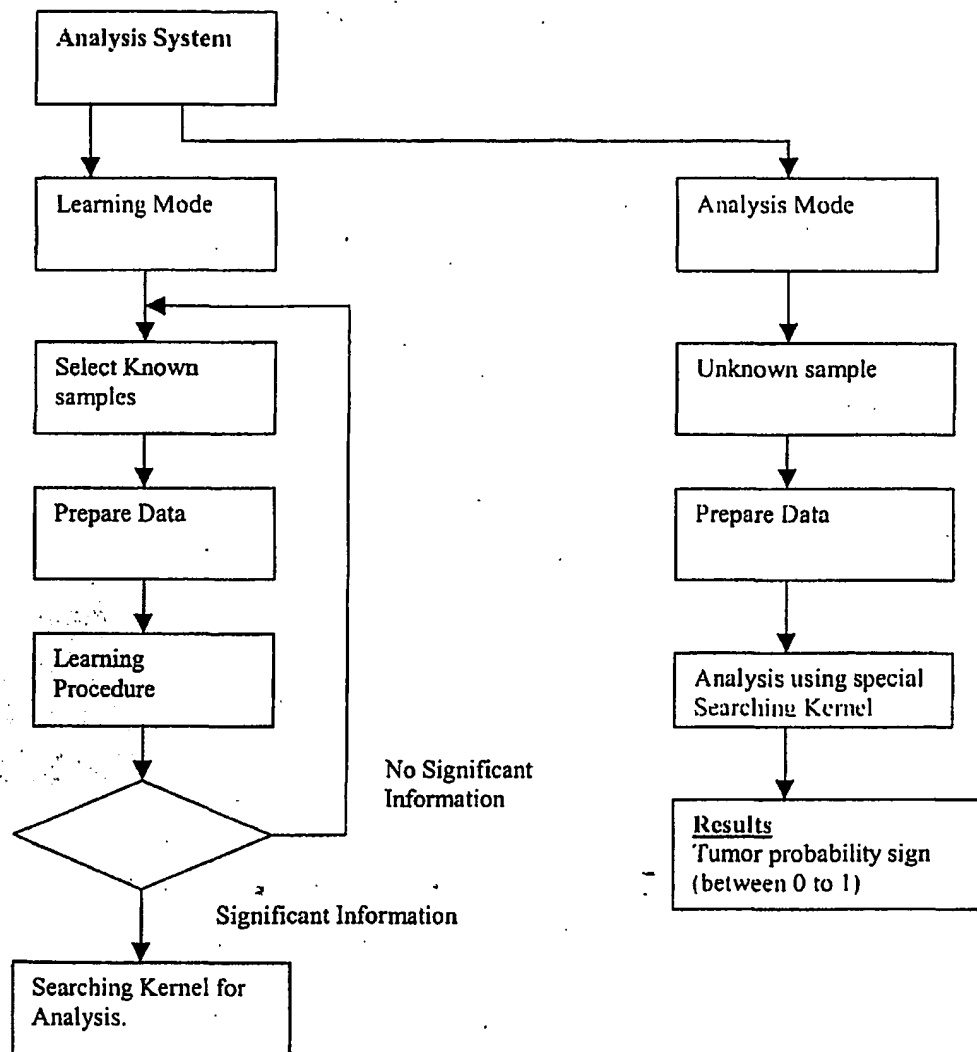 Analysis System
Learning Mode
Analysis Mode
Select Known
samples
Unknown sample
Prepare Data
Prepare Data
Learning
Procedure
Analysis using special
Searching Kernel
No Significant
Information
Results
Tumor probability sign
(between 0 to 1)
Significant Information
Searching Kernel for
Analysis.